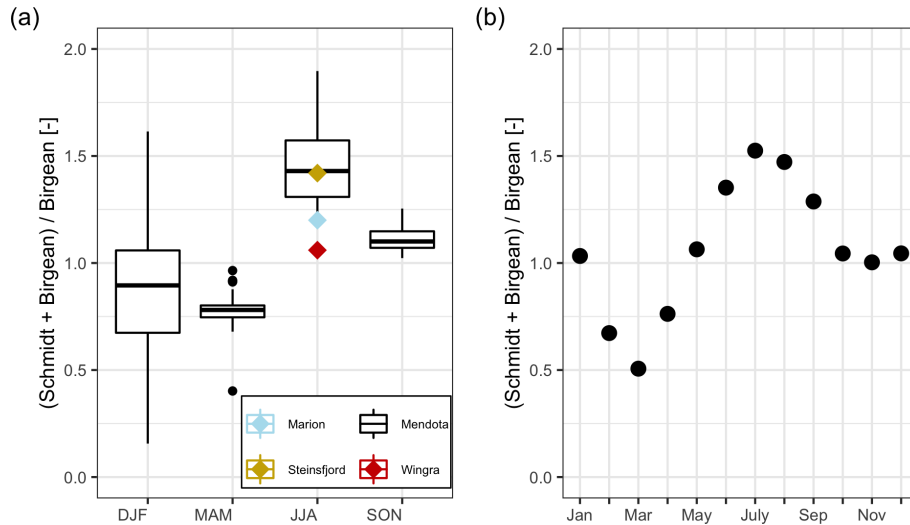 (a)
(Schmidt + Birgean) / Birgean [-]
2.0
1.5
1.0
0.5
0.0
DJF MAM JJA SON
Marion Mendota
Steinsfjord Wingra
(b)
(Schmidt + Birgean) / Birgean [-]
2.0
1.5
1.0
0.5
0.0
Jan Mar May July Sep Nov